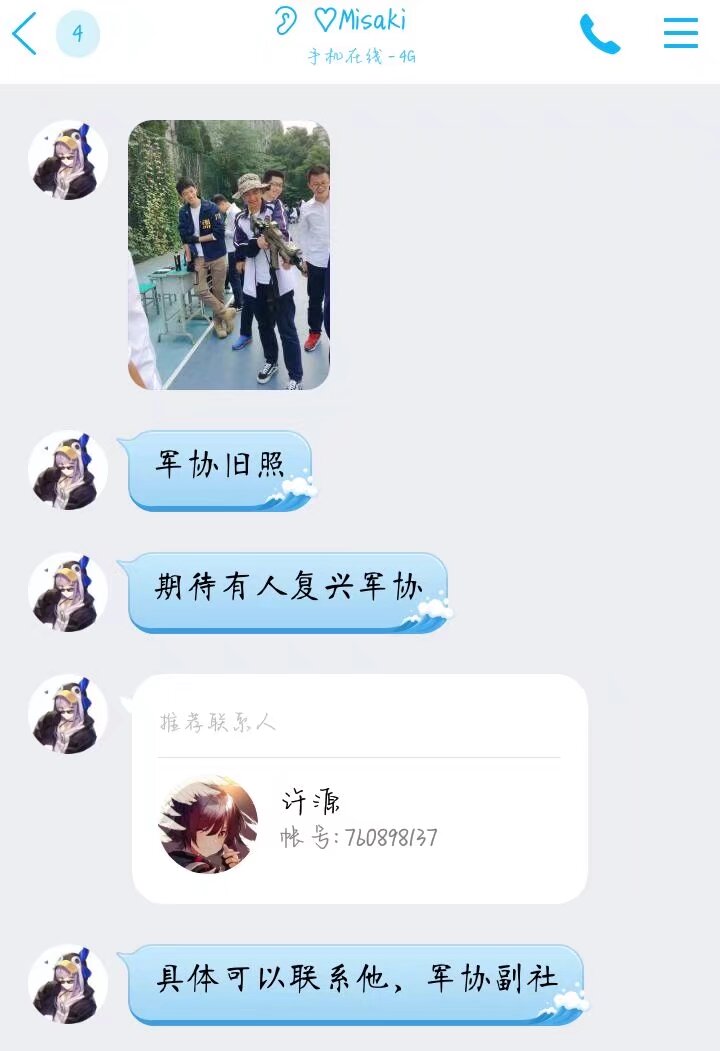 4
♡Misaki
手机在线 - 4G
军协旧照
期待有人复兴军协
推荐联系人
许源
帐号: 760898137
具体可以联系他，军协副社